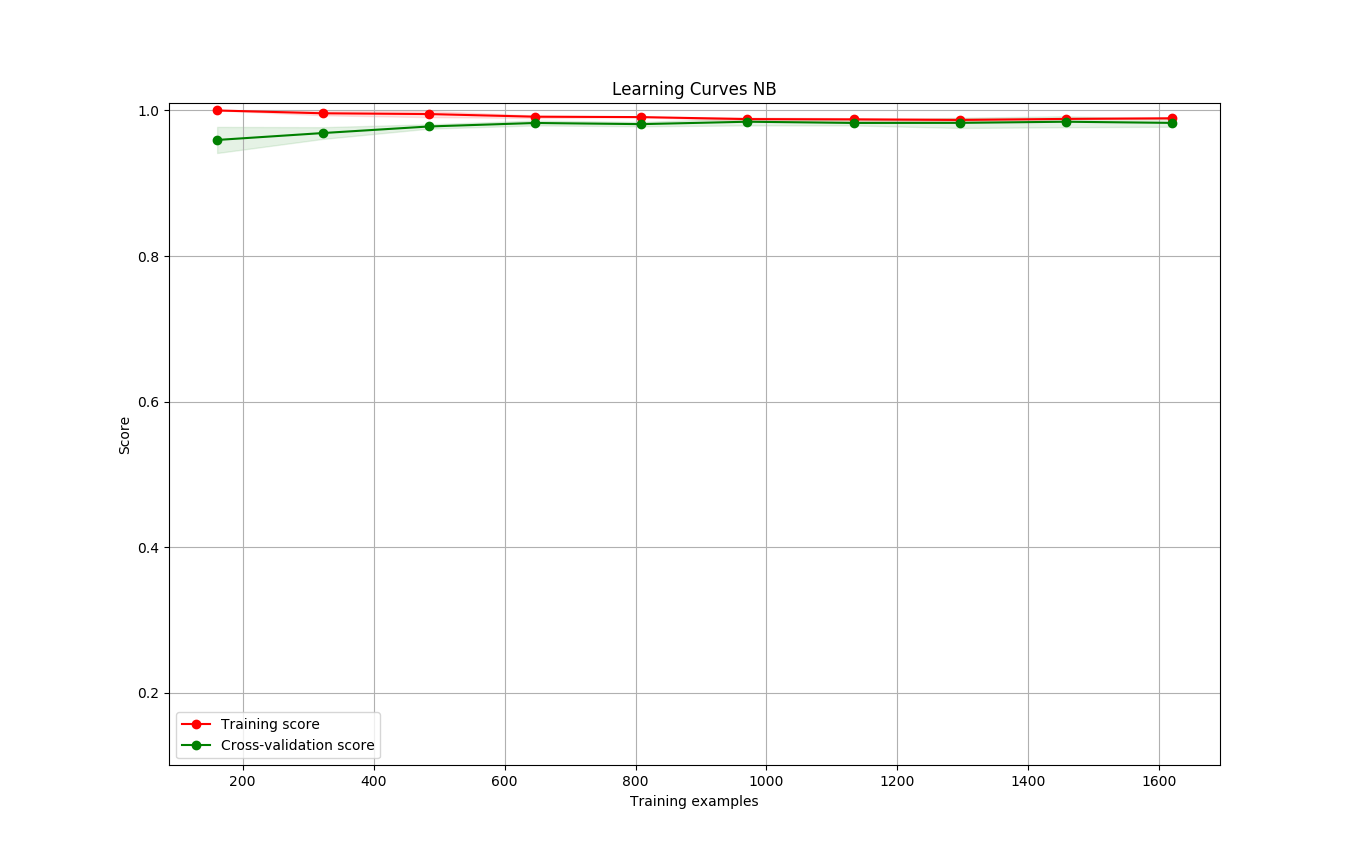 Learning Curves NB
1.0
0.8
0.6
0.4
0.2
Score
Training score
Cross-validation score
200 400 600 800 1000 1200 1400 1600
Training examples